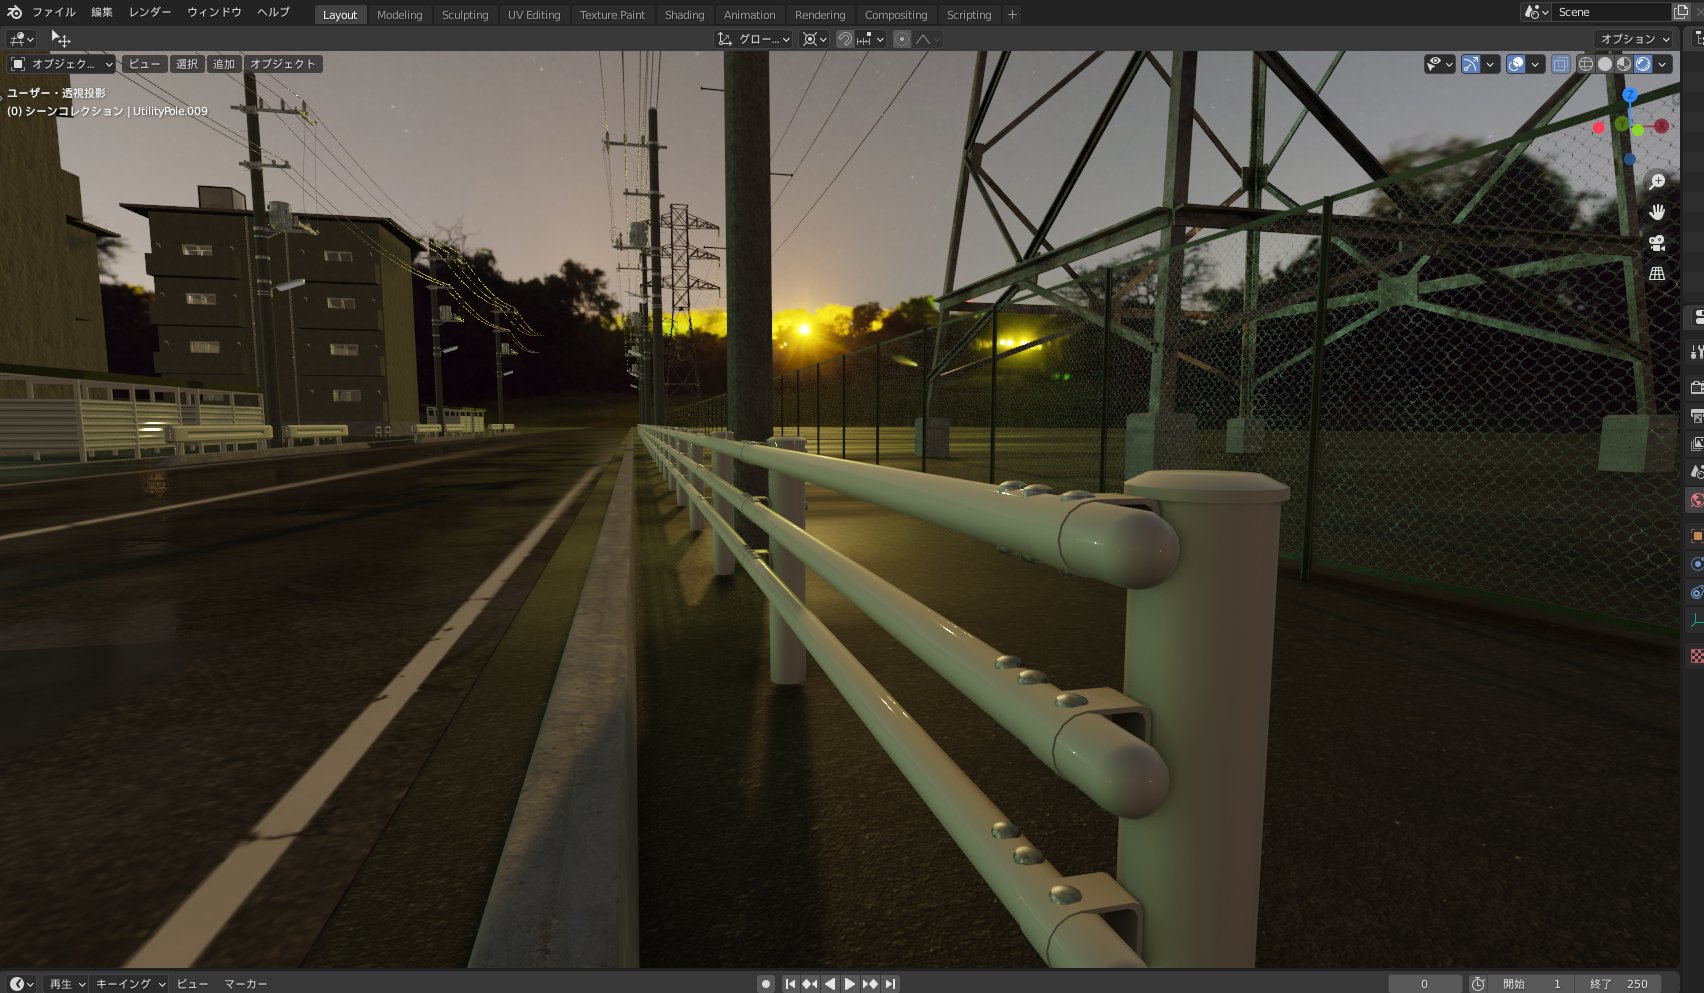 ファイル 編集 レンダー ウィンドウ ヘルプ Layout Modeling Sculpting UV Editing Texture Paint Shading Animation Rendering Compositing Scripting + Scene
グロー... オプション
オブジェク... ビュー 選択 追加 オブジェクト
ユーザー・透視投影
(0) シーンコレクション | UtilityPole.009
Z
Y X
再生 キーイング ビュー マーカー 0 開始 1 終了 250